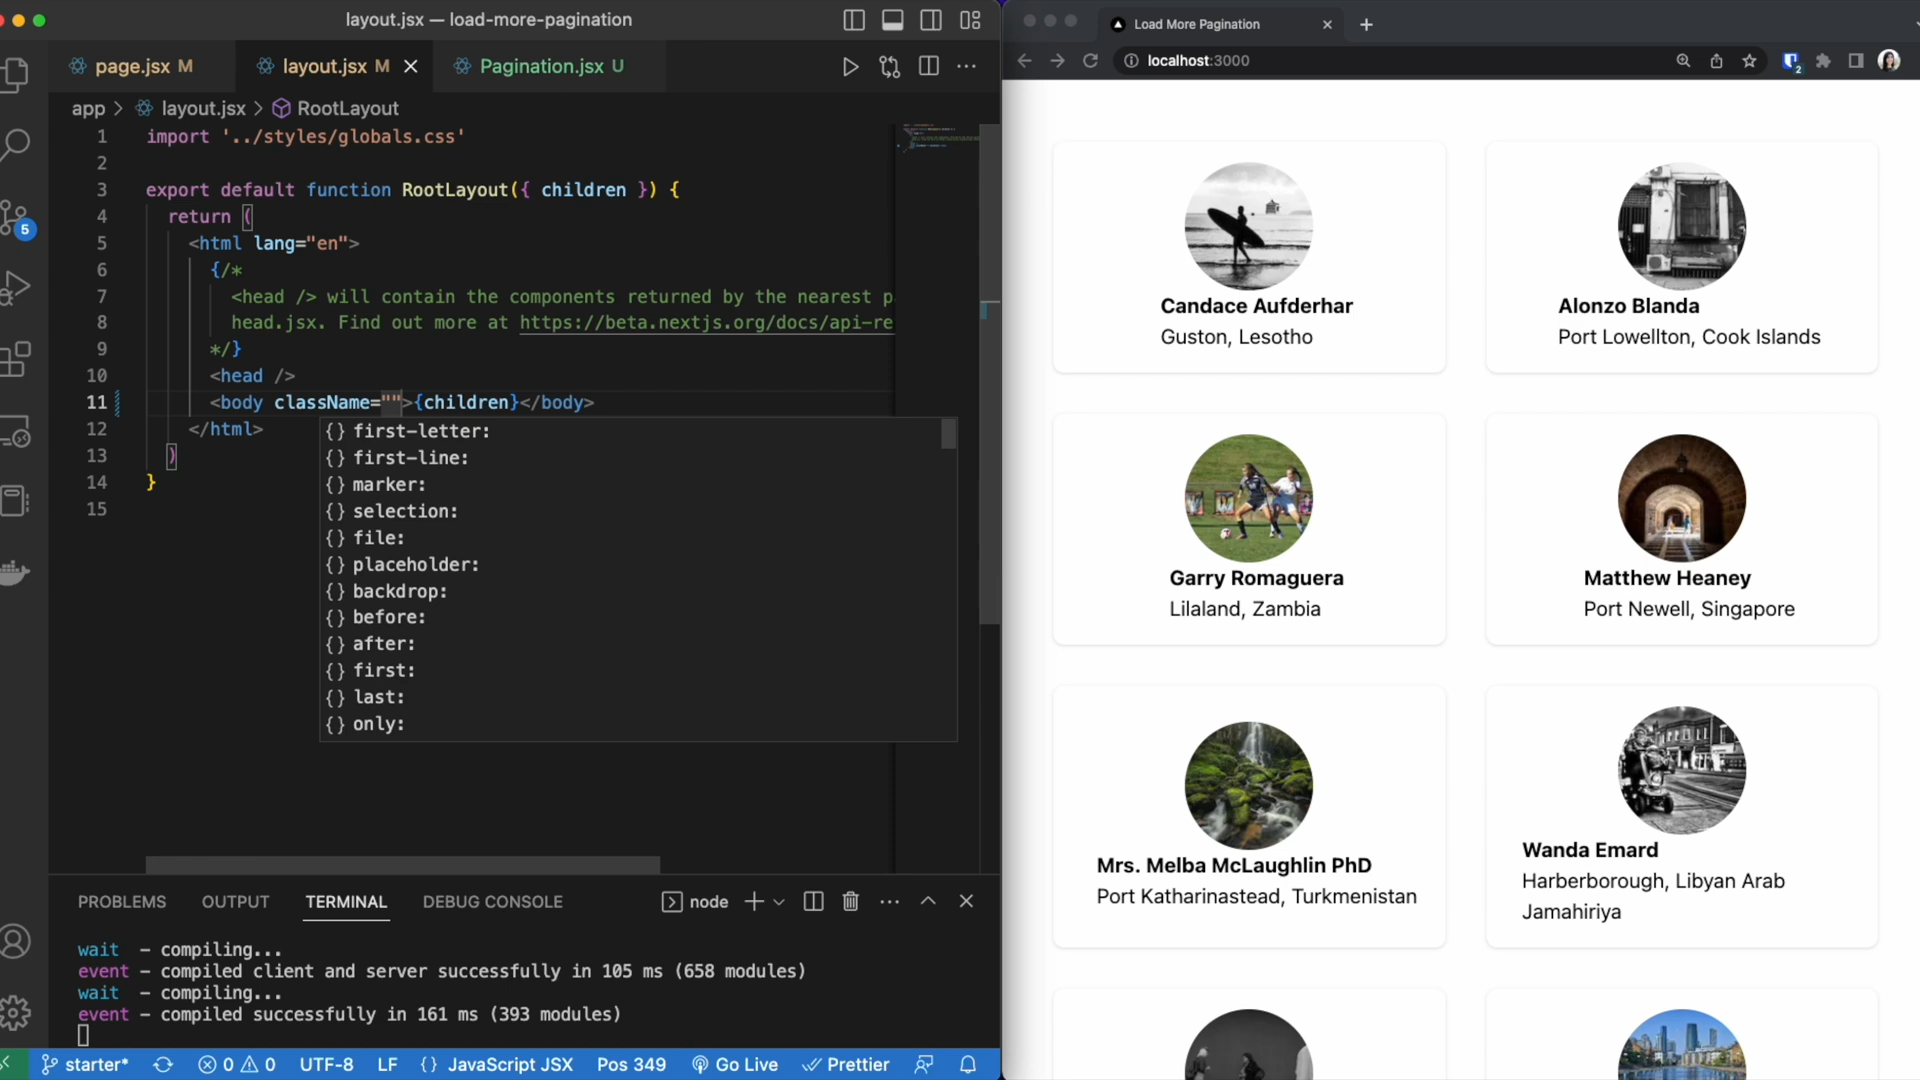 layout.jsx — load-more-pagination
page.jsx M
layout.jsx M
Pagination.jsx U
app > layout.jsx > RootLayout
1 import '../styles/globals.css'
2
3 export default function RootLayout({ children }) {
4 return (
5 <html lang="en">
6 {/*
7 <head /> will contain the components returned by the nearest p
8 head.jsx. Find out more at https://beta.nextjs.org/docs/api-re
9 */}
10 <head />
11 <body className="">{children}</body>
12 </html>
13 )
14 }
15
{} first-letter:
{} first-line:
{} marker:
{} selection:
{} file:
{} placeholder:
{} backdrop:
{} before:
{} after:
{} first:
{} last:
{} only:
5
PROBLEMS OUTPUT TERMINAL DEBUG CONSOLE node
wait - compiling...
event - compiled client and server successfully in 105 ms (658 modules)
wait - compiling...
event - compiled successfully in 161 ms (393 modules)
starter* 0 0 UTF-8 LF {} JavaScript JSX Pos 349 Go Live Prettier
Load More Pagination
localhost:3000
2
Candace Aufderhar
Guston, Lesotho
Alonzo Blanda
Port Lowellton, Cook Islands
Garry Romaguera
Lilaland, Zambia
Matthew Heaney
Port Newell, Singapore
Mrs. Melba McLaughlin PhD
Port Katharinastead, Turkmenistan
Wanda Emard
Harberborough, Libyan Arab
Jamahiriya